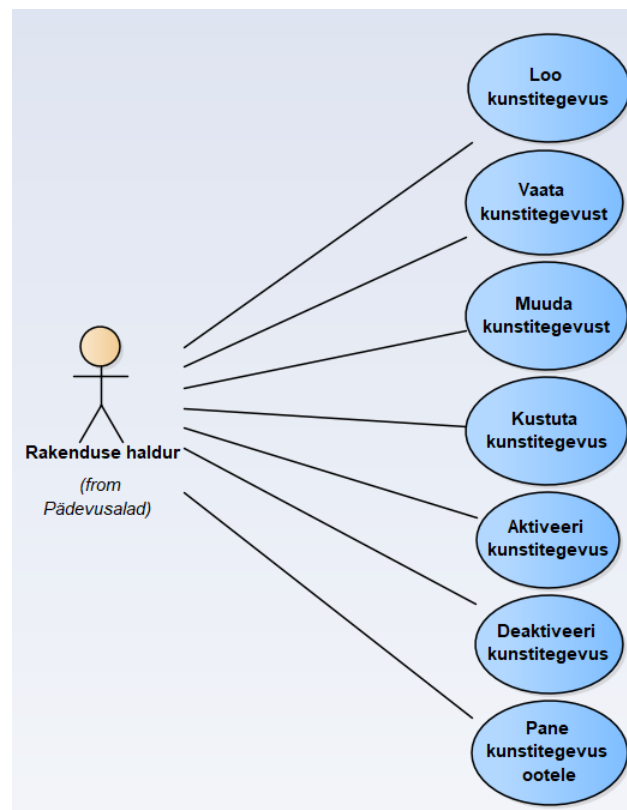 Loo
kunstitegevus
Vaata
kunstitegevust
Muuda
kunstitegevust
Kustuta
kunstitegevus
Aktiveeri
kunstitegevus
Deaktiveeri
kunstitegevus
Pane
kunstitegevus
ootele
Rakenduse haldur
(from
Pädevusalad)